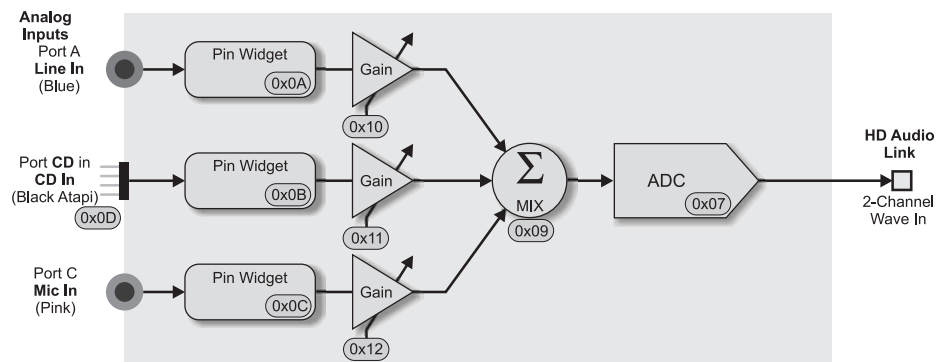 Analog
Inputs
Port A
Line In
(Blue)
Pin Widget
0x0A
Gain
0x10
Port CD in
CD In
(Black Atapi)
0x0D
Pin Widget
0x0B
Gain
0x11
Port C
Mic In
(Pink)
Pin Widget
0x0C
Gain
0x12
Σ
MIX
0x09
ADC
0x07
HD Audio
Link
2-Channel
Wave In